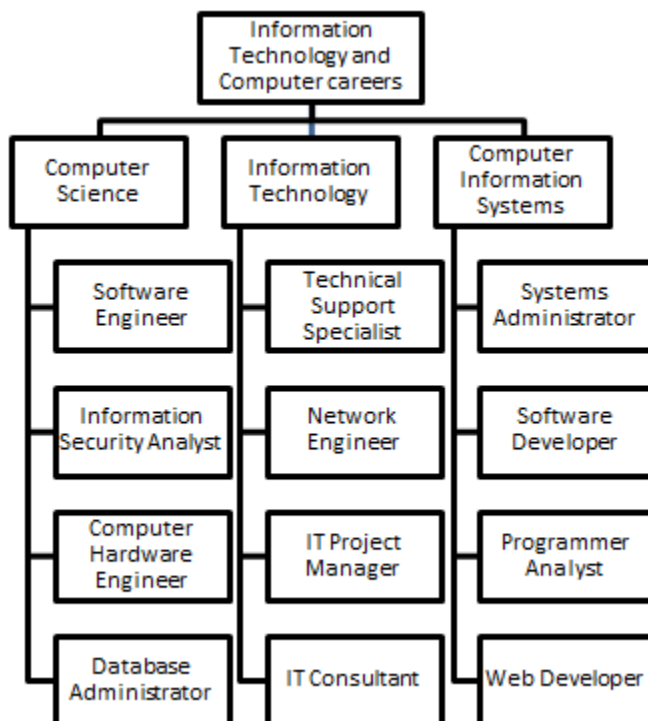 Information
Technology and
Computer careers
Computer
Science
Information
Technology
Computer
Information
Systems
Software
Engineer
Technical
Support
Specialist
Systems
Administrator
Information
Security Analyst
Network
Engineer
Software
Developer
Computer
Hardware
Engineer
IT Project
Manager
Programmer
Analyst
Database
Administrator
IT Consultant
Web Developer